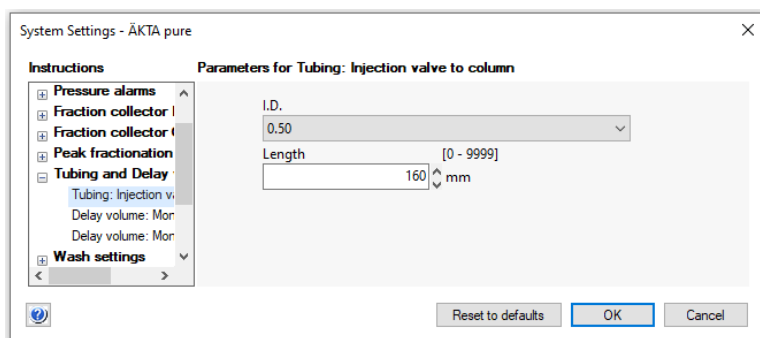 System Settings - ÄKTA pure
Instructions
Pressure alarms
Fraction collector
Fraction collector
Peak fractionation
Tubing and Delay
Tubing: Injection
Delay volume: Mon
Delay volume: Mon
Wash settings
Parameters for Tubing: Injection valve to column
I.D.
0.50
Length [0 - 9999]
160 mm
Reset to defaults OK Cancel